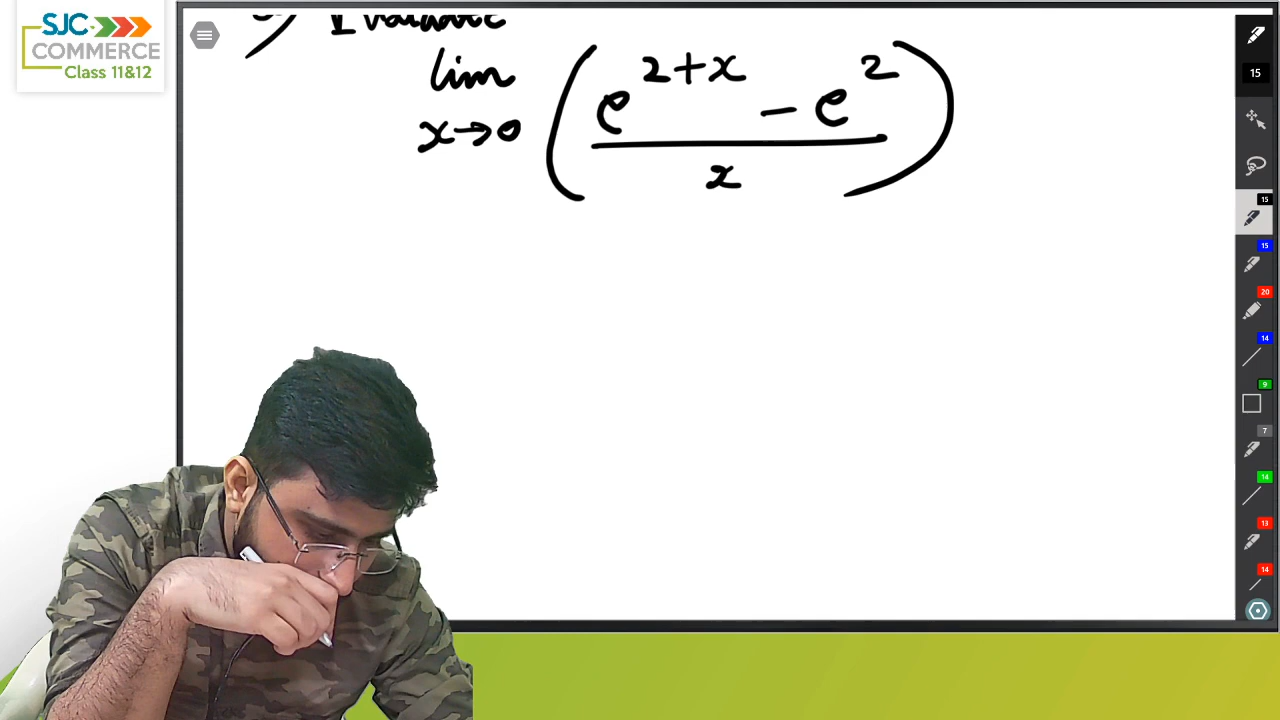 SJC
COMMERCE
Class 11&12
lim x→0 (e^{2+x} - e^2 / x)
15
15
15
20
14
9
7
14
13
14